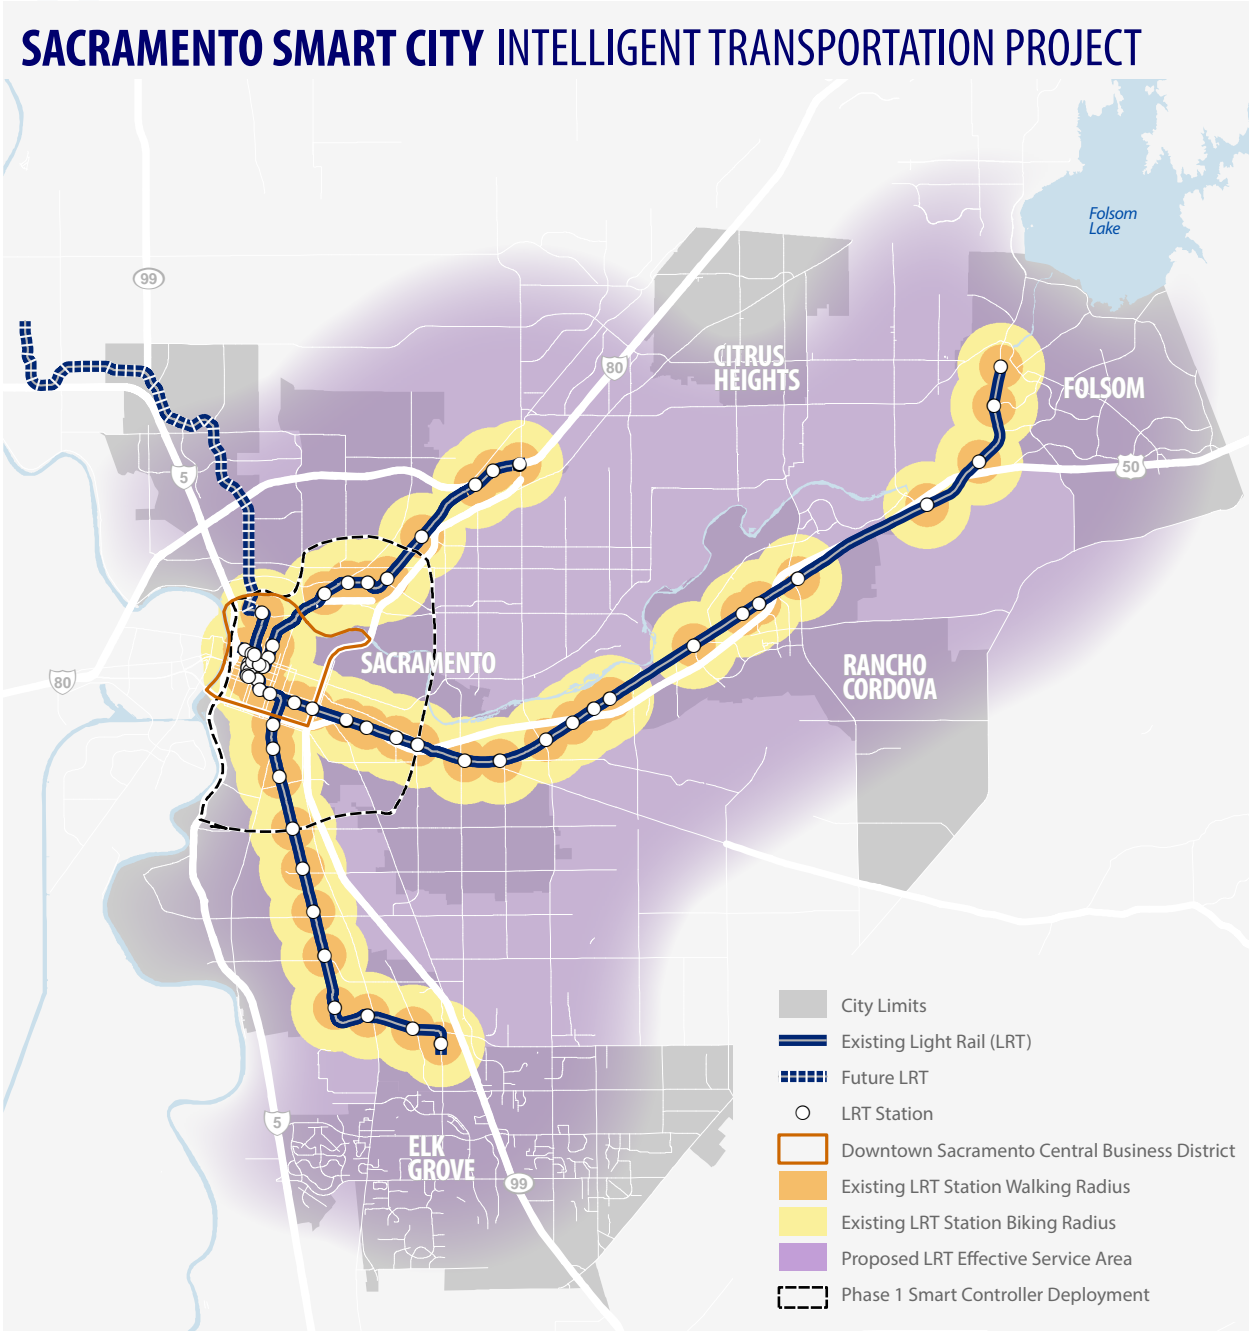 SACRAMENTO SMART CITY INTELLIGENT TRANSPORTATION PROJECT
Folsom
Lake
99
80
CITRUS
HEIGHTS
FOLSOM
50
5
SACRAMENTO
80
RANCHO
CORDOVA
5
ELK
GROVE
99
City Limits
Existing Light Rail (LRT)
Future LRT
LRT Station
Downtown Sacramento Central Business District
Existing LRT Station Walking Radius
Existing LRT Station Biking Radius
Proposed LRT Effective Service Area
Phase 1 Smart Controller Deployment